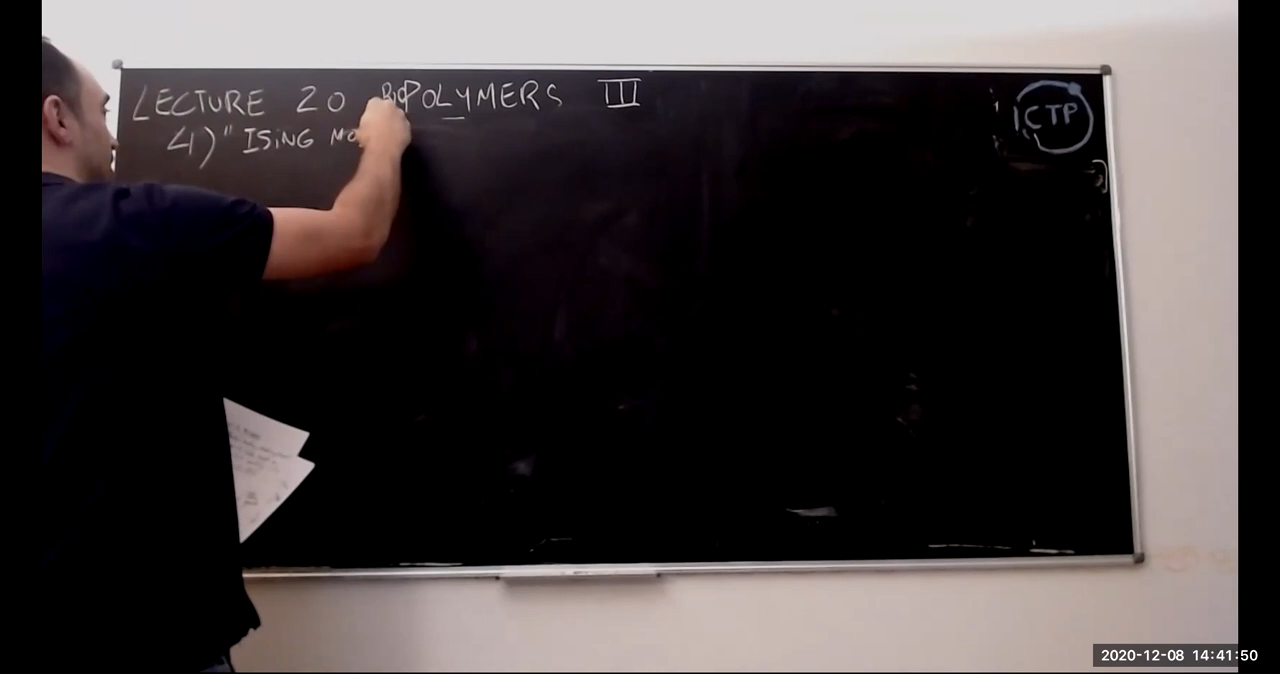 LECTURE 20 BIOPOLYMERS III
4) "ISING MO
ICTP
2020-12-08 14:41:50